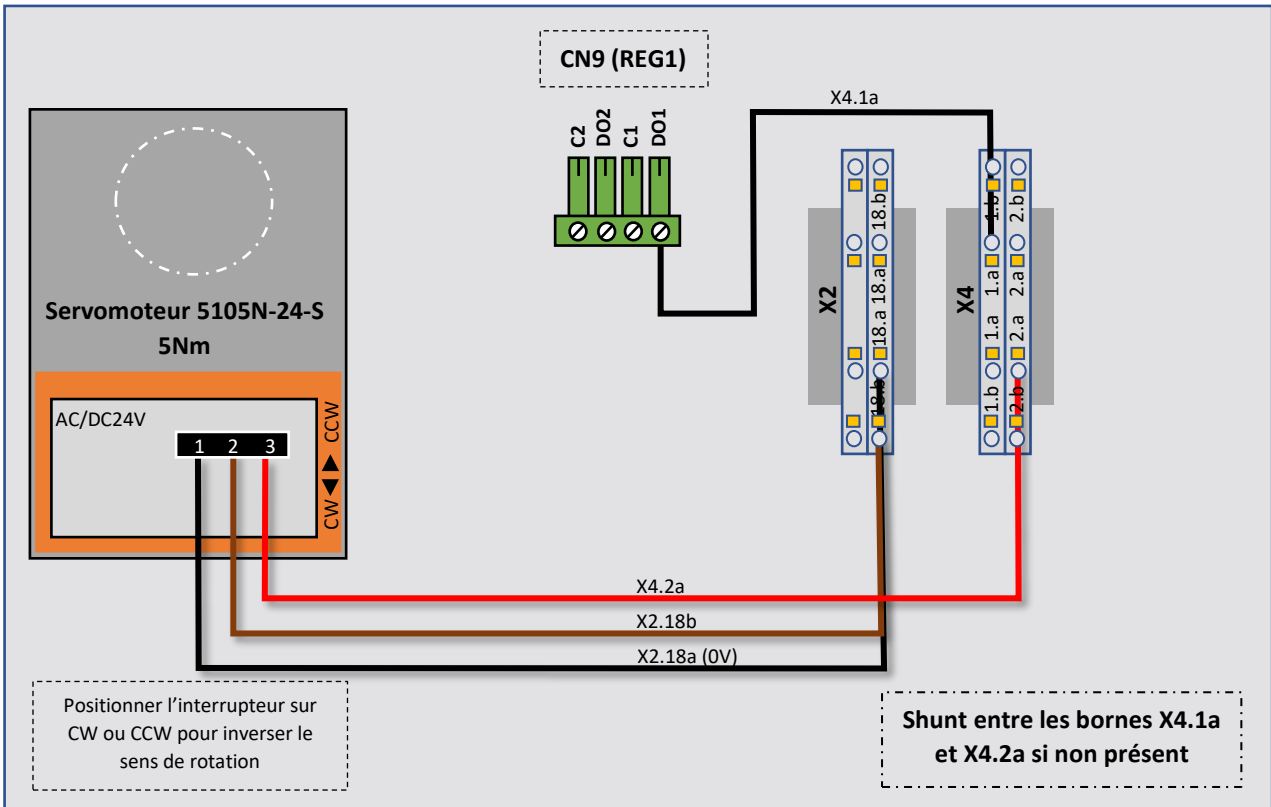 CN9 (REG1)
X4.1a
C2
DO2
C1
DO1
Servomoteur 5105N-24-S
5Nm
AC/DC24V
1 2 3
CW ◀ ▶ CCW
X2
18.b
18.a
18.a
18.b
X4
1.b
1.a
1.a
1.b
2.b
2.a
2.a
2.b
X4.2a
X2.18b
X2.18a (0V)
Positionner l’interrupteur sur
CW ou CCW pour inverser le
sens de rotation
Shunt entre les bornes X4.1a
et X4.2a si non présent